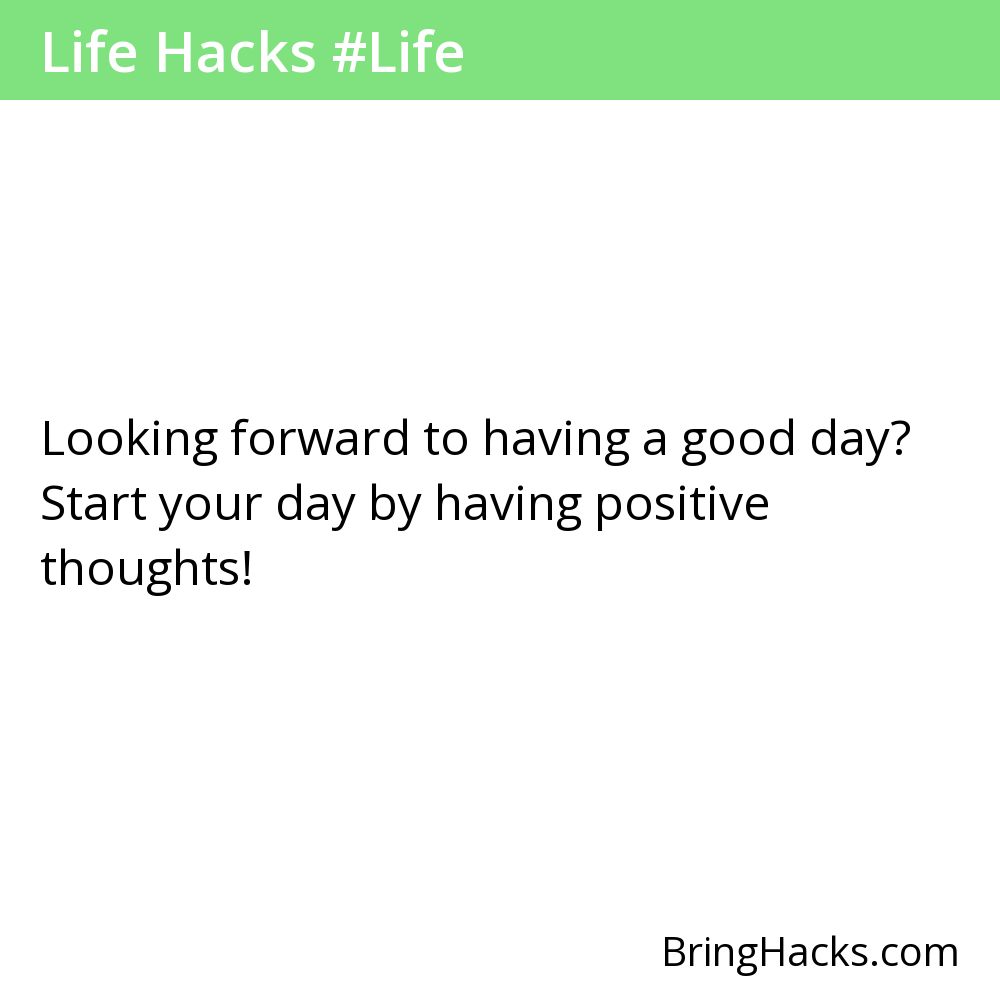 Life Hacks #Life
Looking forward to having a good day?
Start your day by having positive
thoughts!
BringHacks.com